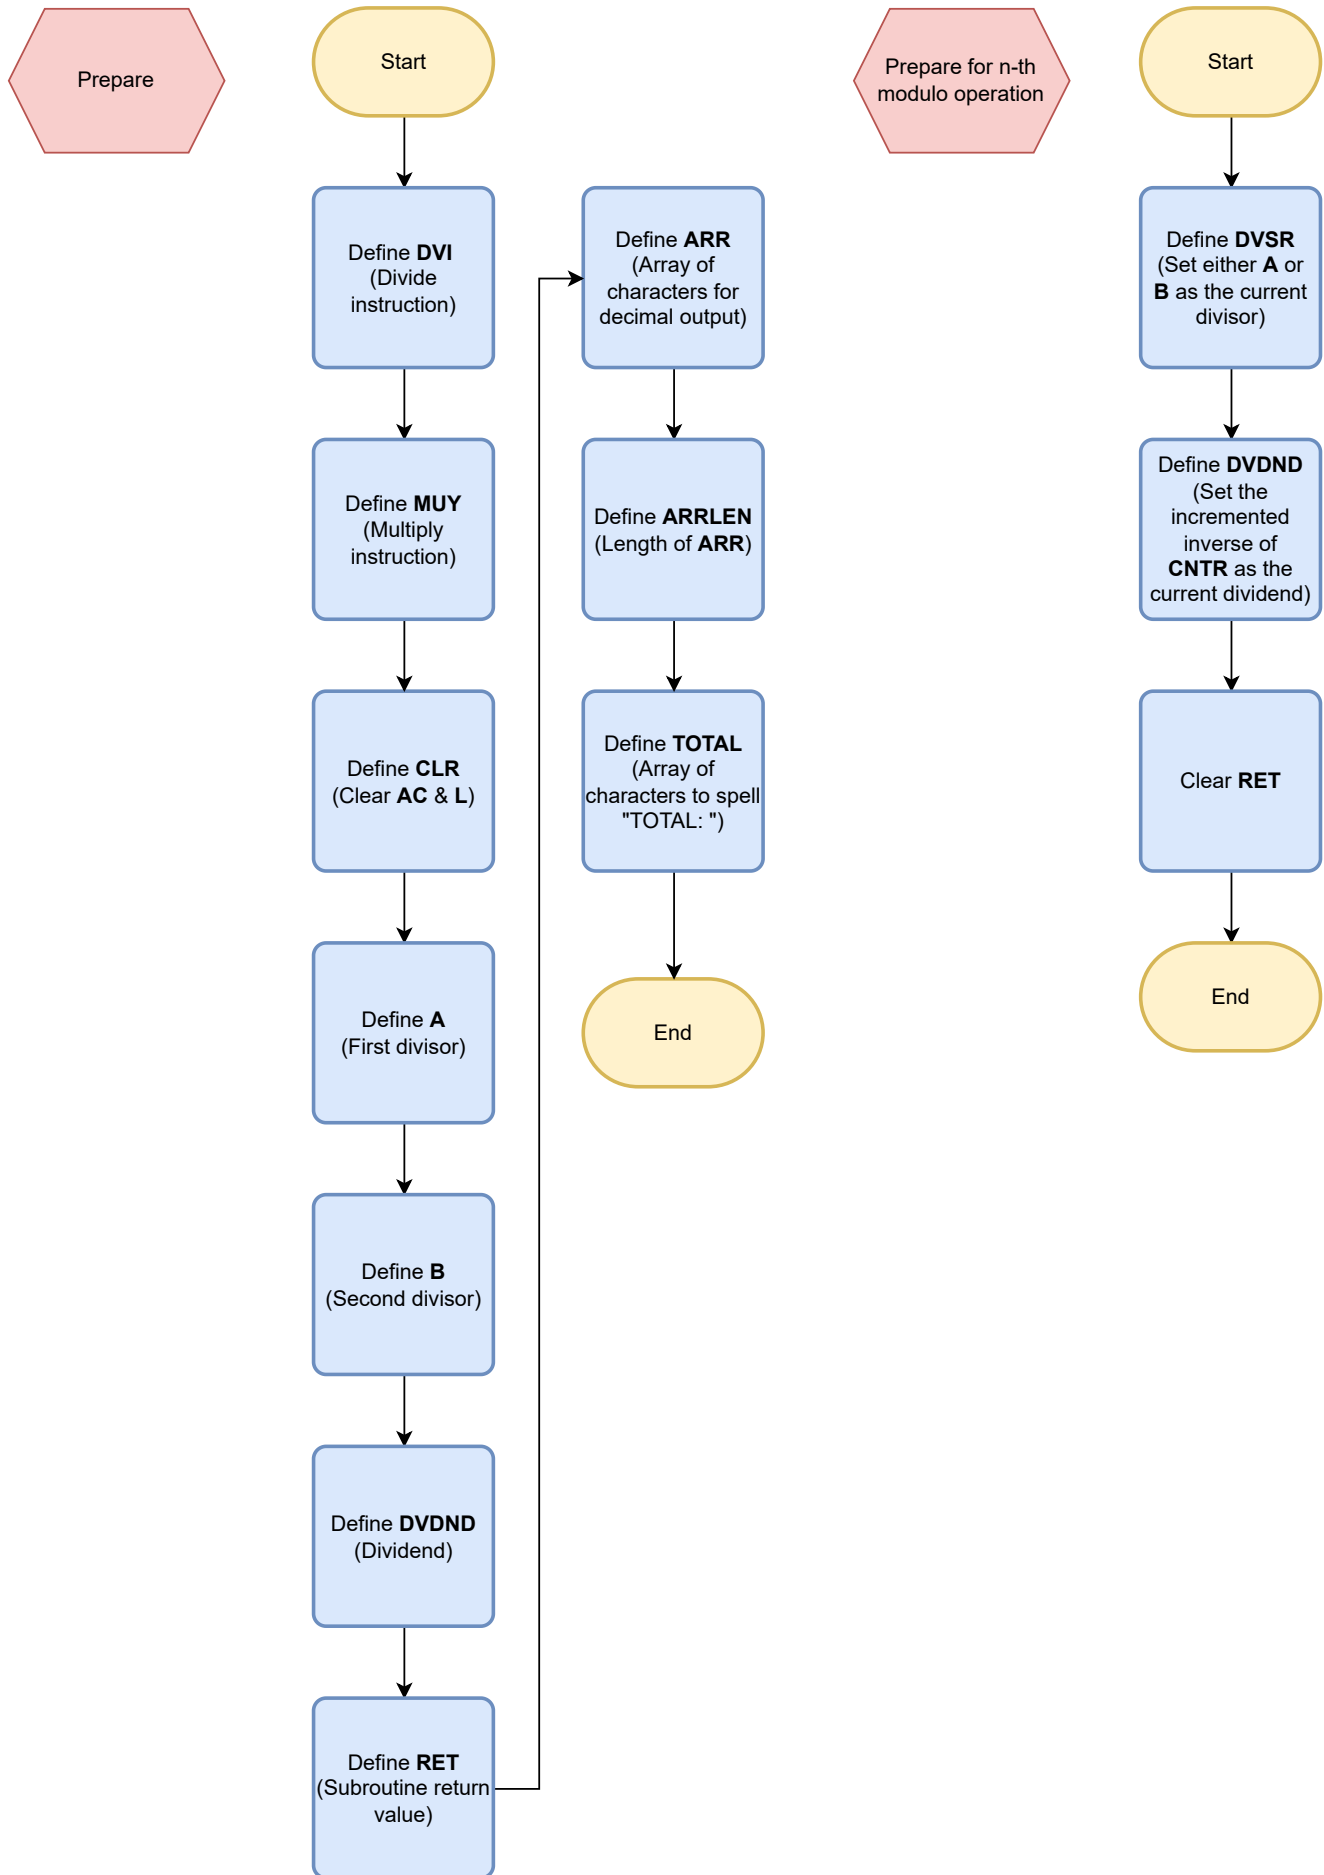 Prepare
Start
Define DVI
(Divide
instruction)
Define MUY
(Multiply
instruction)
Define CLR
(Clear AC & L)
Define A
(First divisor)
Define B
(Second divisor)
Define DVDND
(Dividend)
Define RET
(Subroutine return
value)
Define ARR
(Array of
characters for
decimal output)
Define ARRLEN
(Length of ARR)
Define TOTAL
(Array of
characters to spell
"TOTAL: ")
End
Prepare for n-th
modulo operation
Start
Define DVSR
(Set either A or
B as the current
divisor)
Define DVDND
(Set the
incremented
inverse of
CNTR as the
current dividend)
Clear RET
End